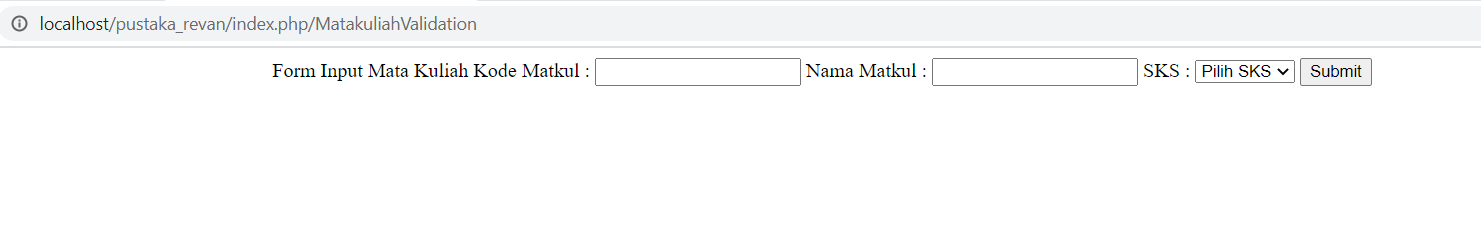 localhost/pustaka_revan/index.php/MatakuliahValidation
Form Input Mata Kuliah Kode Matkul : Nama Matkul : SKS : Pilih SKS Submit